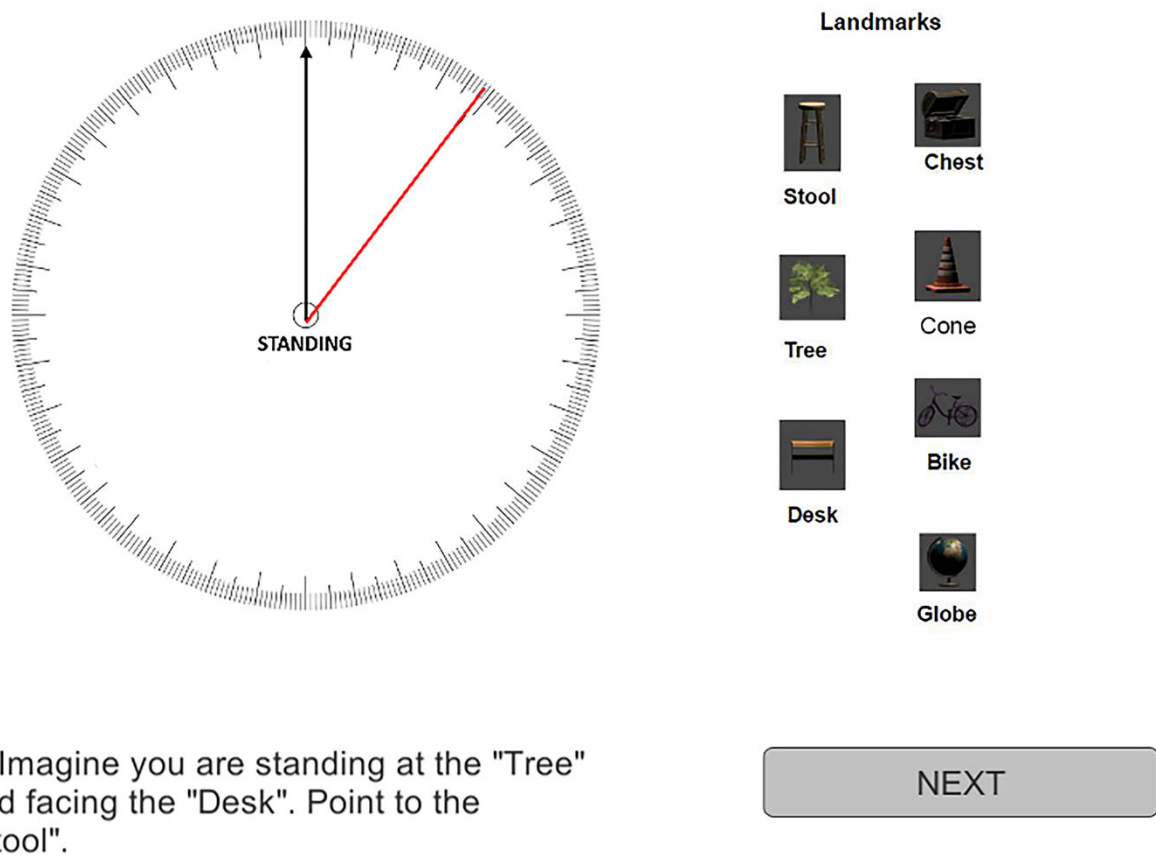 Landmarks
Stool
Chest
Tree
Cone
Desk
Bike
Globe
STANDING
Imagine you are standing at the "Tree"
d facing the "Desk". Point to the
tool".
NEXT